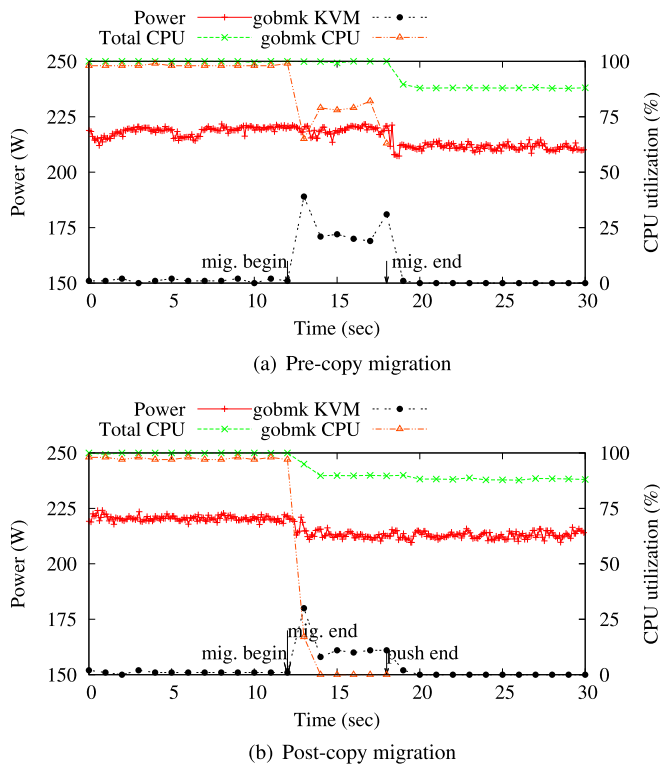 Power gobmk KVM
Total CPU gobmk CPU
250 100
225 75
200 50
175 25
150 0
Power (W)
CPU utilization (%)
mig. begin mig. end
0 5 10 15 20 25 30
Time (sec)
(a) Pre-copy migration
Power gobmk KVM
Total CPU gobmk CPU
250 100
225 75
200 50
175 25
150 0
Power (W)
CPU utilization (%)
mig. end
mig. begin push end
0 5 10 15 20 25 30
Time (sec)
(b) Post-copy migration